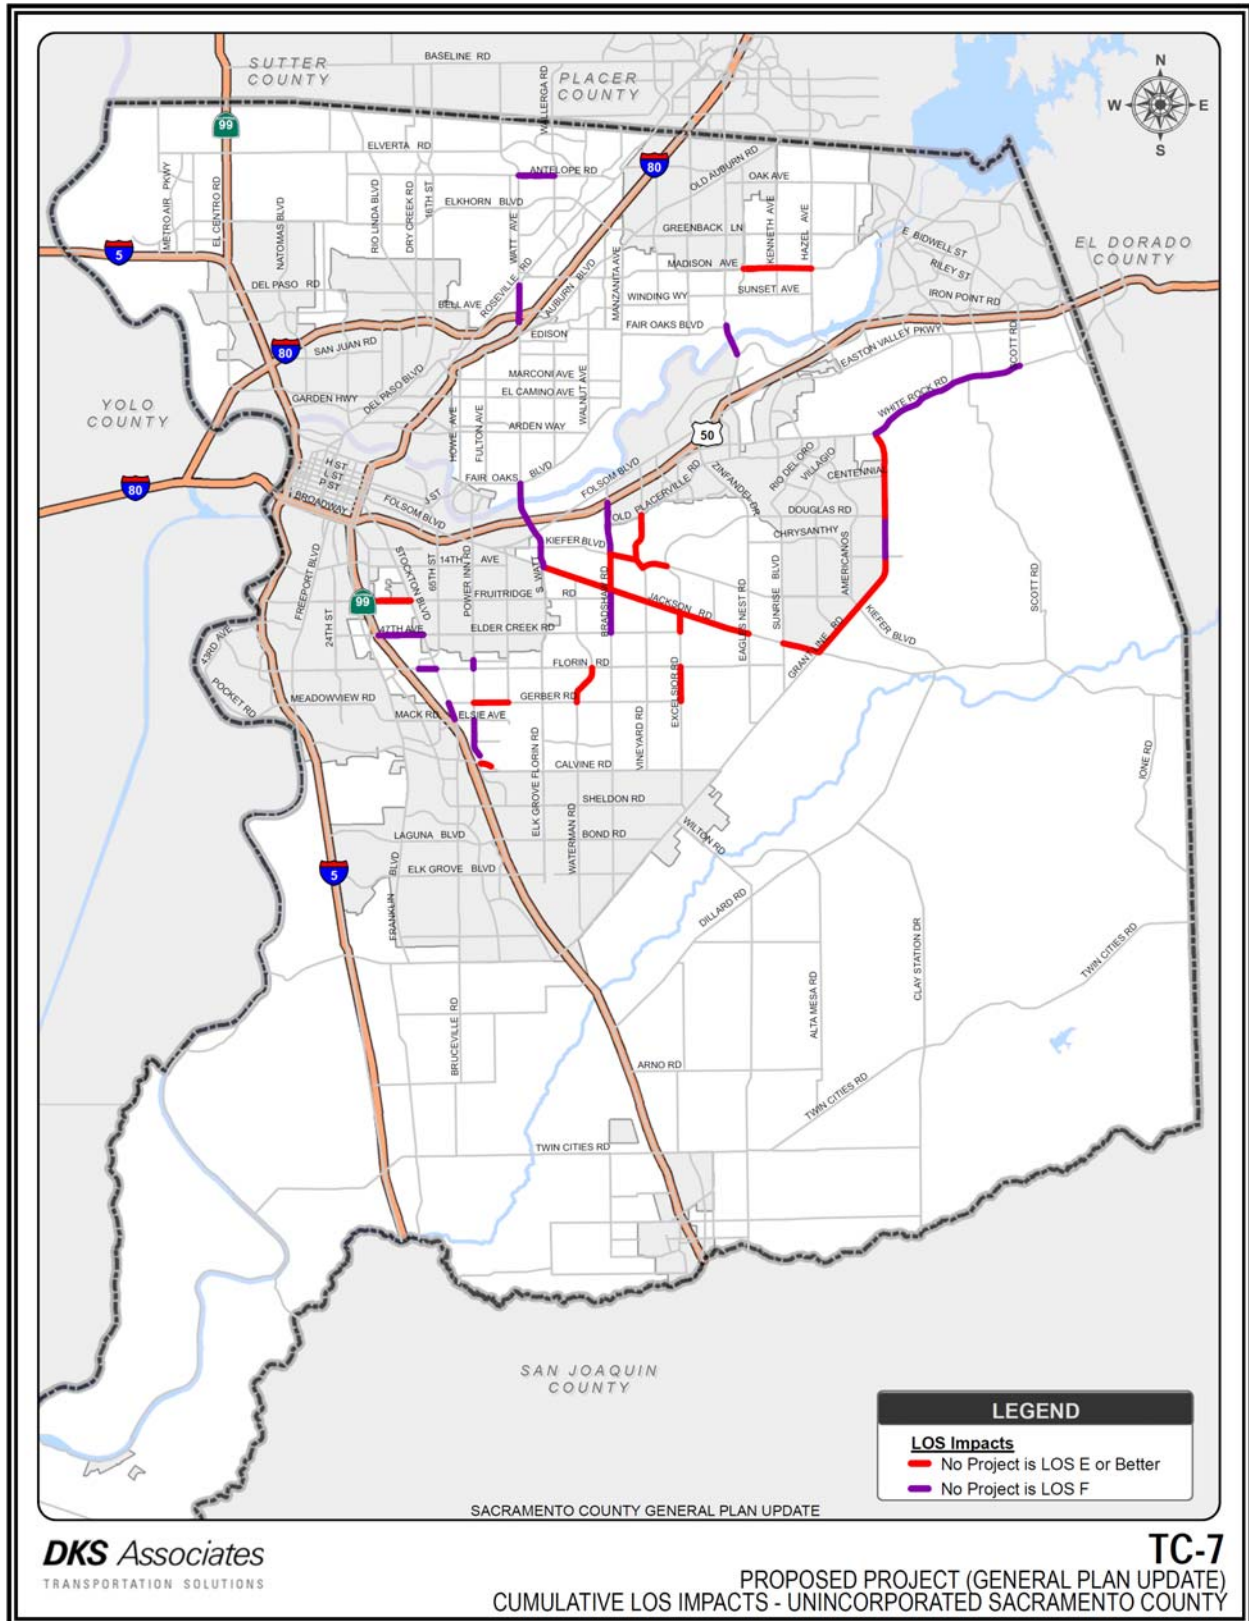 BASELINE RD
SUTTER
COUNTY
PLACER
COUNTY
WALLERGA RD
N
W
E
S
99
ELVERTA RD
80
OLD AUBURN RD
ANTELOPE RD
OAK AVE
METRO AIR PKWY
EL CENTRO RD
NATOMAS BLVD
RIO LINDA BLVD
DRY CREEK RD
16TH ST
ELKHORN BLVD
WATT AVE
GREENBACK LN
KENNETH AVE
HAZEL AVE
E BIDWELL ST
RILEY ST
EL DORADO
COUNTY
5
MADISON AVE
MANZANITA AVE
ROSEVILLE RD
AUBURN BLVD
DEL PASO RD
BELL AVE
WINDING WY
SUNSET AVE
IRON POINT RD
FAIR OAKS BLVD
EDISON
SAN JUAN RD
80
EASTON VALLEY PKWY
SCOTT RD
MARCONI AVE
EL CAMINO AVE
WALNUT AVE
DEL PASO BLVD
GARDEN HWY
WHITE ROCK RD
YOLO
COUNTY
HOWE AVE
FULTON AVE
ARDEN WAY
50
H ST
L ST
P ST
J ST
FAIR OAKS BLVD
FOLSOM BLVD
OLD PLACERVILLE RD
ZINFANDEL DR
RIO DEL ORO
VILLAGIO
CENTENNIAL
80
BROADWAY
FOLSOM BLVD
DOUGLAS RD
CHRYSANTHY
AMERICANOS
KIEFER BLVD
STOCKTON BLVD
65TH ST
14TH AVE
POWER INN RD
S. WATT
FREEPORT BLVD
24TH ST
99
FRUITRIDGE RD
BRADSHAW RD
JACKSON RD
EAGLES NEST RD
SUNRISE BLVD
SCOTT RD
47TH AVE
ELDER CREEK RD
KIEFER BLVD
GRANTLINE RD
43RD AVE
POCKET RD
FLORIN RD
EXCELSIOR RD
MEADOWVIEW RD
GERBER RD
MACK RD
ELSIE AVE
VINEYARD RD
ELK GROVE FLORIN RD
CALVINE RD
IONE RD
SHELDON RD
WATERMAN RD
WILTON RD
LAGUNA BLVD
BOND RD
5
ELK GROVE BLVD
FRANKLIN BLVD
DILLARD RD
CLAY STATION DR
TWIN CITIES RD
ALTA MESA RD
BRUCEVILLE RD
ARNO RD
TWIN CITIES RD
TWIN CITIES RD
SAN JOAQUIN
COUNTY
LEGEND
LOS Impacts
No Project is LOS E or Better
No Project is LOS F
SACRAMENTO COUNTY GENERAL PLAN UPDATE
DKS Associates
TRANSPORTATION SOLUTIONS
TC-7
PROPOSED PROJECT (GENERAL PLAN UPDATE)
CUMULATIVE LOS IMPACTS - UNINCORPORATED SACRAMENTO COUNTY